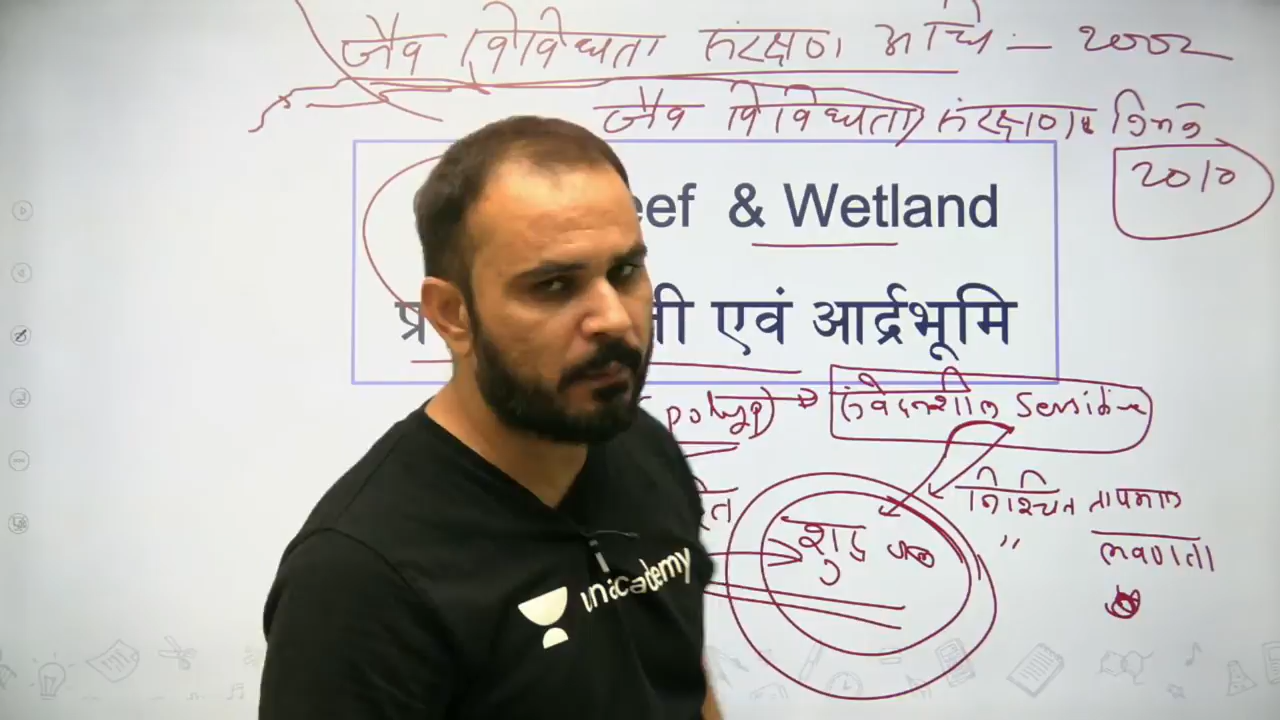 जैव विविधता संरक्षण अधि. – 2002
जैव विविधता संरक्षण
2010
eef & Wetland
प्र ती एवं आर्द्रभूमि
(polyp) → संवेदनशील Sensitive
निश्चित तापमान
शुद्ध जल
" लवणता
unacademy